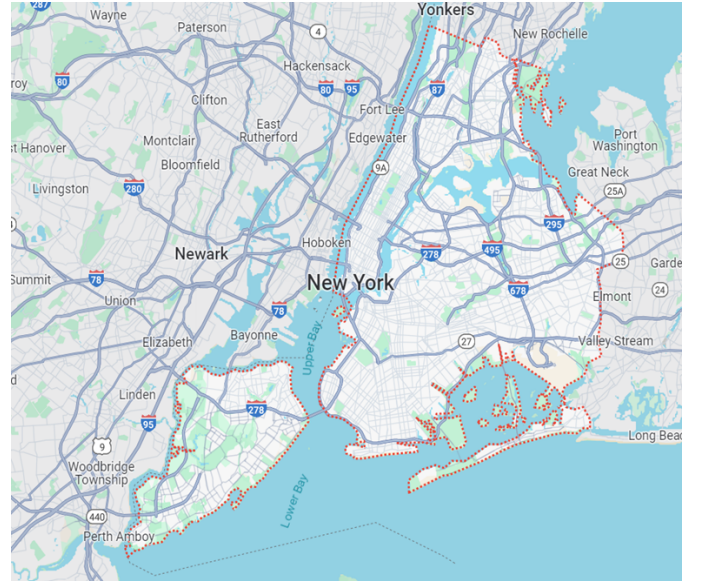 287
Wayne
Yonkers
Paterson
4
New Rochelle
Hackensack
80
roy
80
95
87
Clifton
Fort Lee
East
Rutherford
Edgewater
Port
Washington
Montclair
st Hanover
Bloomfield
9A
Great Neck
Livingston
280
25A
295
Hoboken
278
495
Newark
25
Garde
Summit
78
New York
678
24
Union
Elmont
78
Upper Bay
Bayonne
Elizabeth
27
Valley Stream
d
Linden
278
95
Long Beac
9
Woodbridge
Township
Lower Bay
440
Perth Amboy